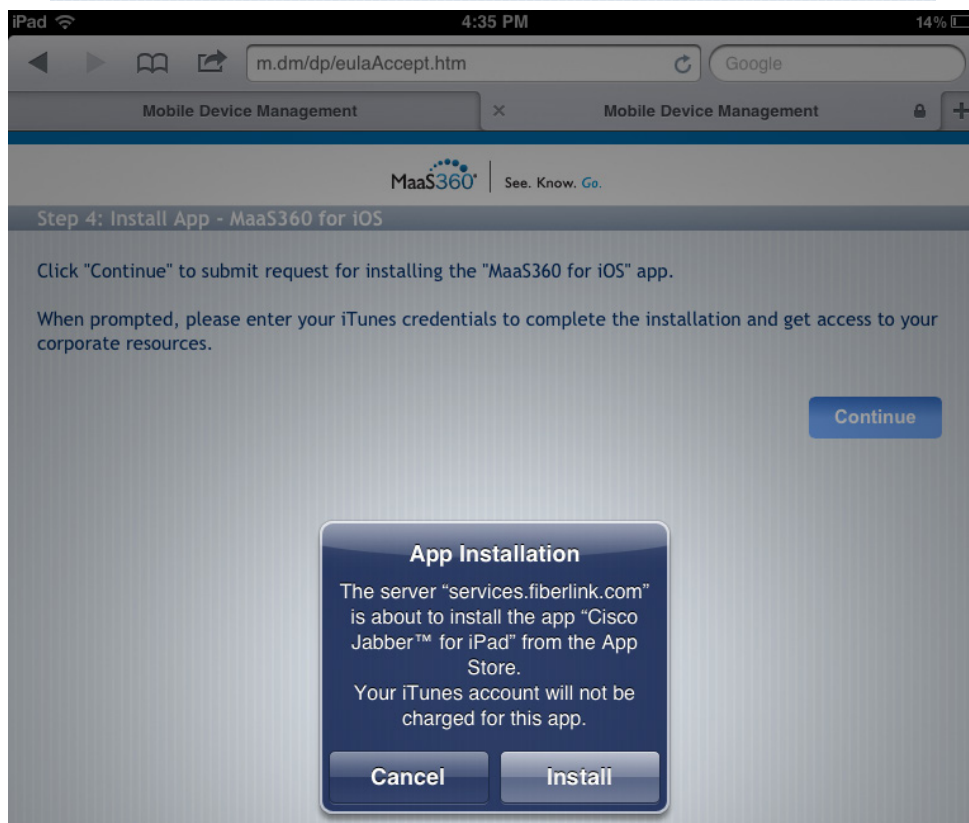 iPad 4:35 PM 14%
m.dm/dp/eulaAccept.htm Google
Mobile Device Management Mobile Device Management
MaaS360 See. Know. Go.
Step 4: Install App - MaaS360 for iOS
Click "Continue" to submit request for installing the "MaaS360 for iOS" app.
When prompted, please enter your iTunes credentials to complete the installation and get access to your
corporate resources.
Continue
App Installation
The server “services.fiberlink.com”
is about to install the app “Cisco
Jabber™ for iPad” from the App
Store.
Your iTunes account will not be
charged for this app.
Cancel Install